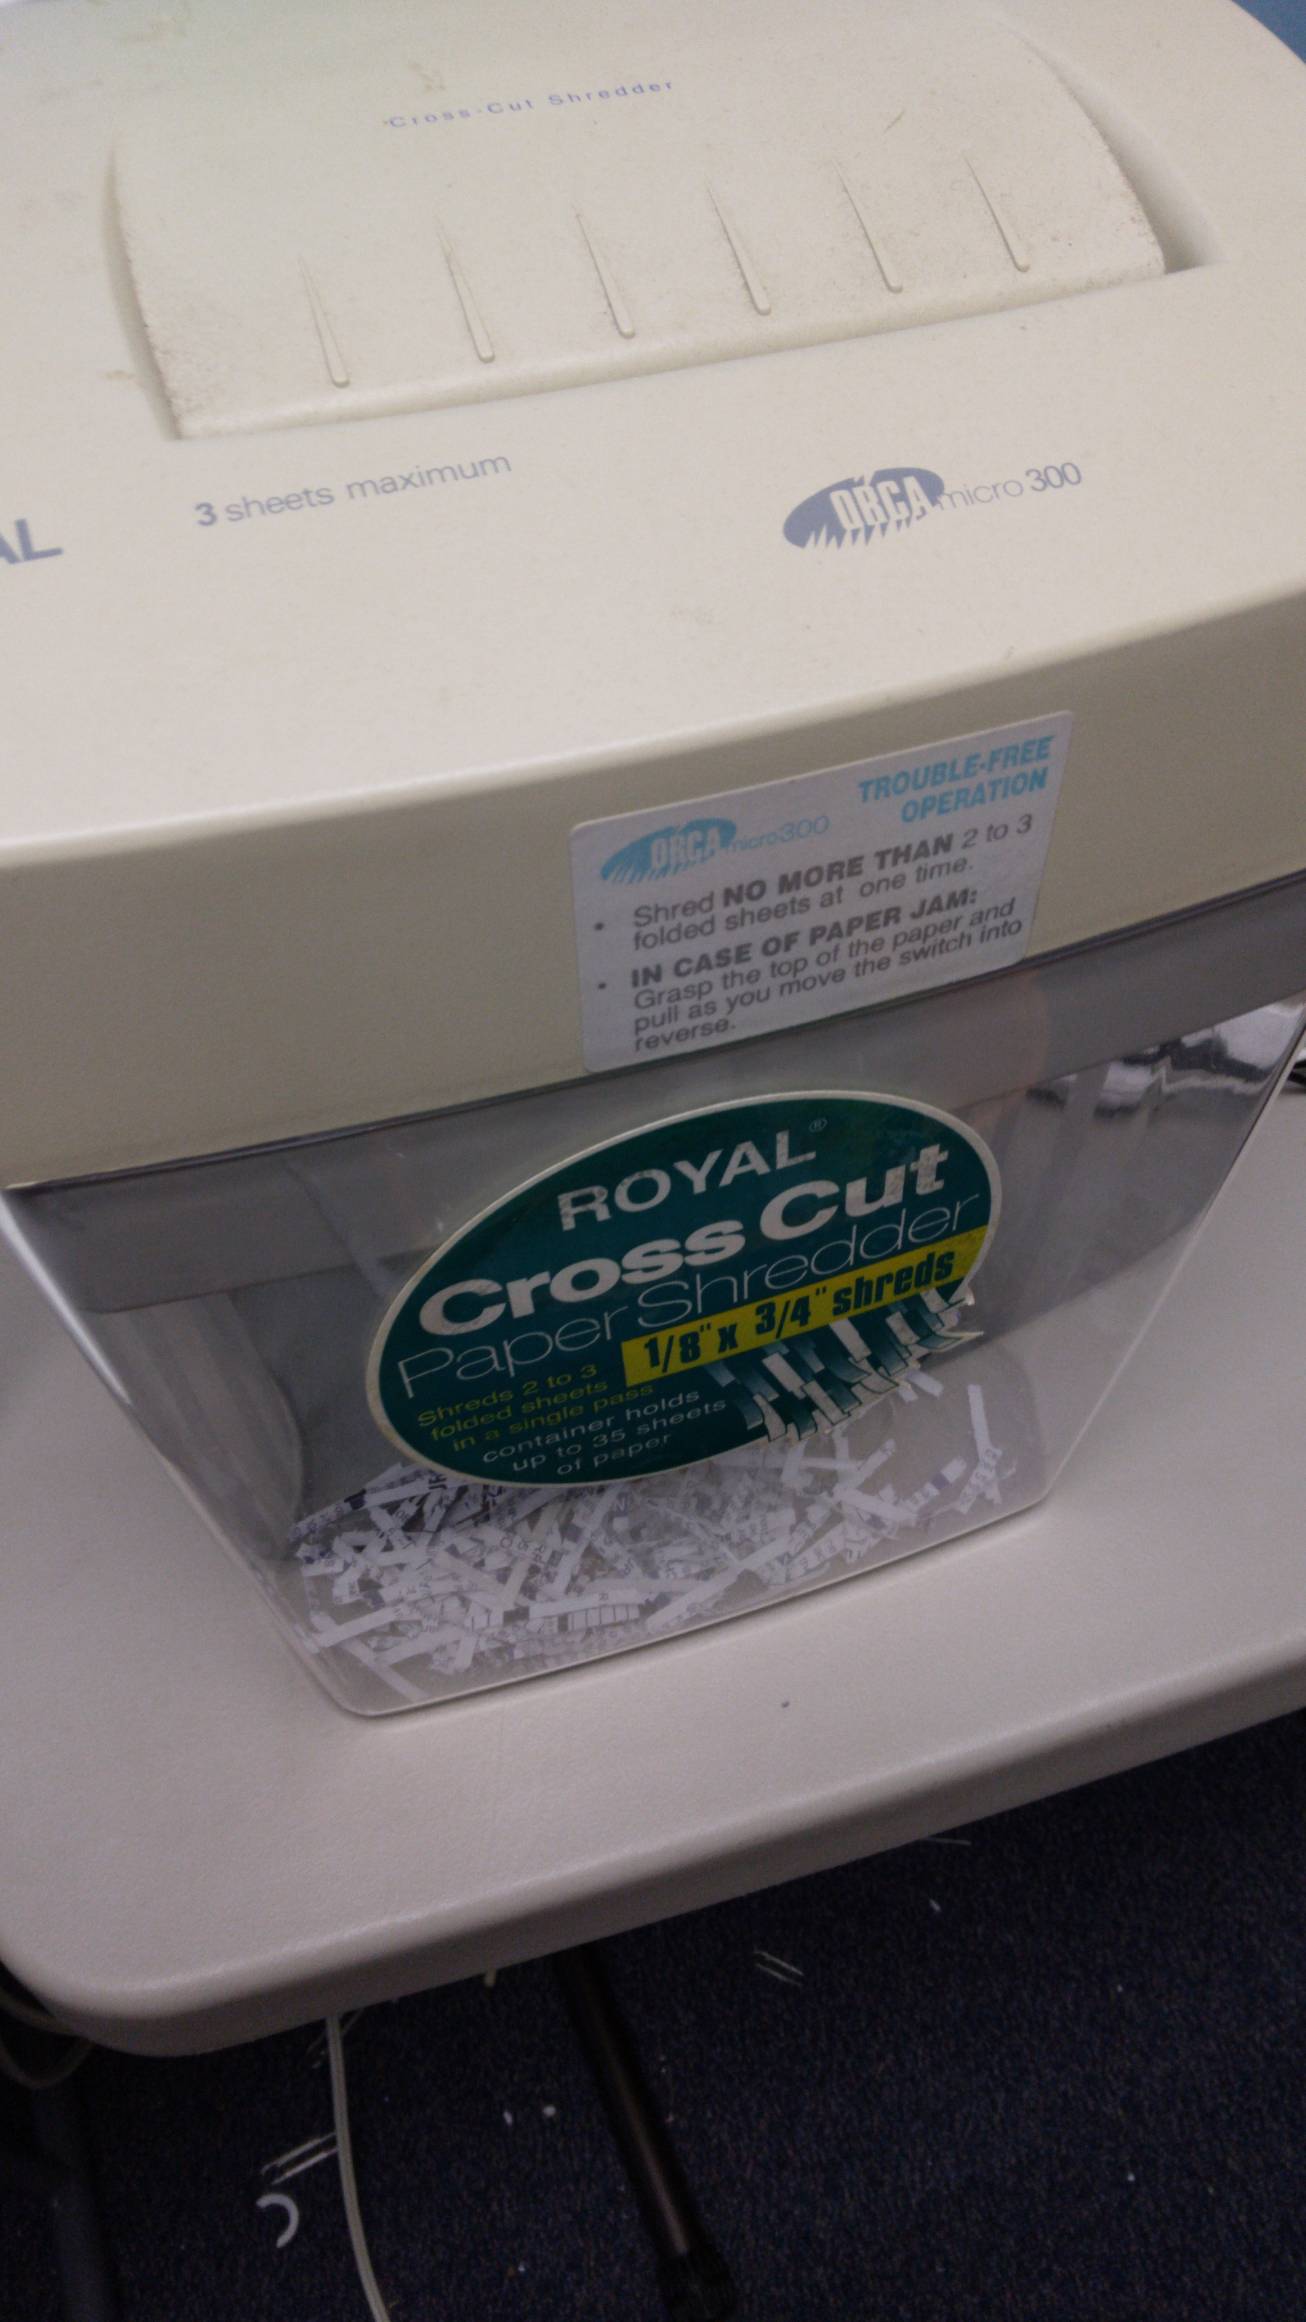 Cross-Cut Shredder
3 sheets maximum
AL
ORCA micro 300
ORCA micro300
TROUBLE-FREE
OPERATION
• Shred NO MORE THAN 2 to 3
folded sheets at one time.
• IN CASE OF PAPER JAM:
Grasp the top of the paper and
pull as you move the switch into
reverse.
ROYAL®
Cross Cut
Paper Shredder
1/8" x 3/4" shreds
Shreds 2 to 3
folded sheets
in a single pass
container holds
up to 35 sheets
of paper